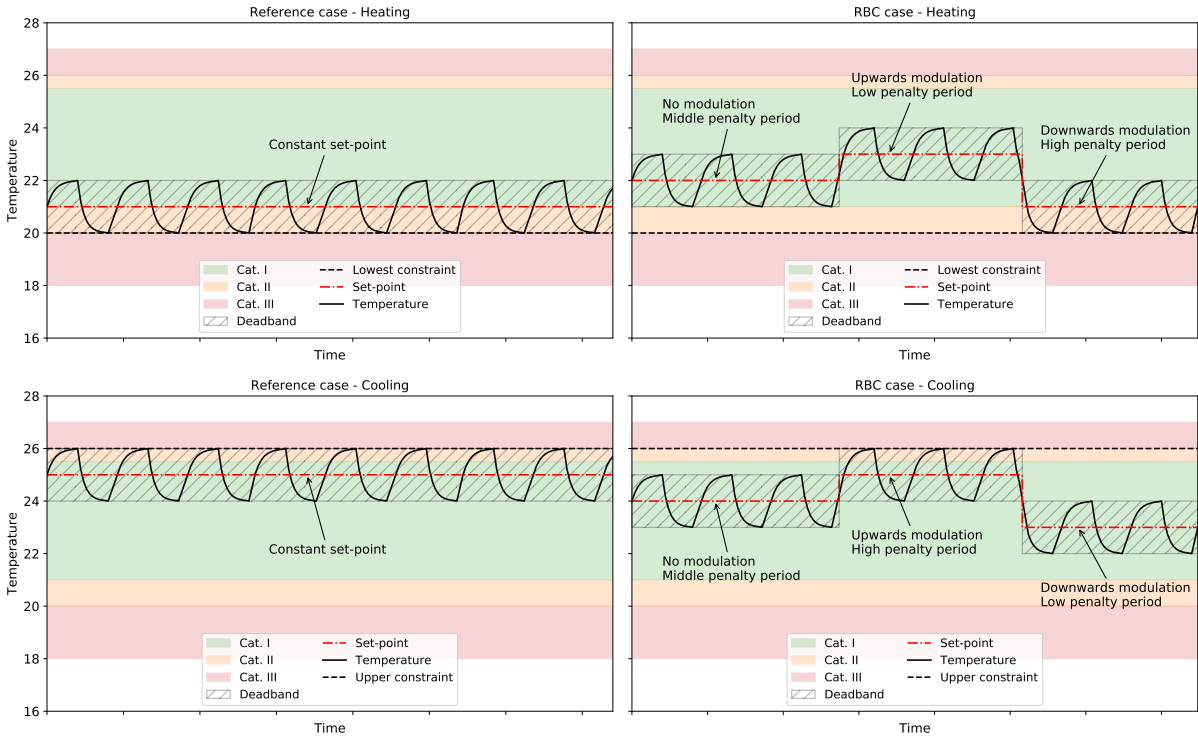 Reference case - Heating
28
26
24
22
20
18
16
Temperature
Constant set-point
Cat. I
Cat. II
Cat. III
Deadband
Lowest constraint
Set-point
Temperature
Time
RBC case - Heating
No modulation
Middle penalty period
Upwards modulation
Low penalty period
Downwards modulation
High penalty period
Cat. I
Cat. II
Cat. III
Deadband
Lowest constraint
Set-point
Temperature
Time
Reference case - Cooling
28
26
24
22
20
18
16
Temperature
Constant set-point
Cat. I
Cat. II
Cat. III
Deadband
Set-point
Temperature
Upper constraint
Time
RBC case - Cooling
No modulation
Middle penalty period
Upwards modulation
High penalty period
Downwards modulation
Low penalty period
Cat. I
Cat. II
Cat. III
Deadband
Set-point
Temperature
Upper constraint
Time